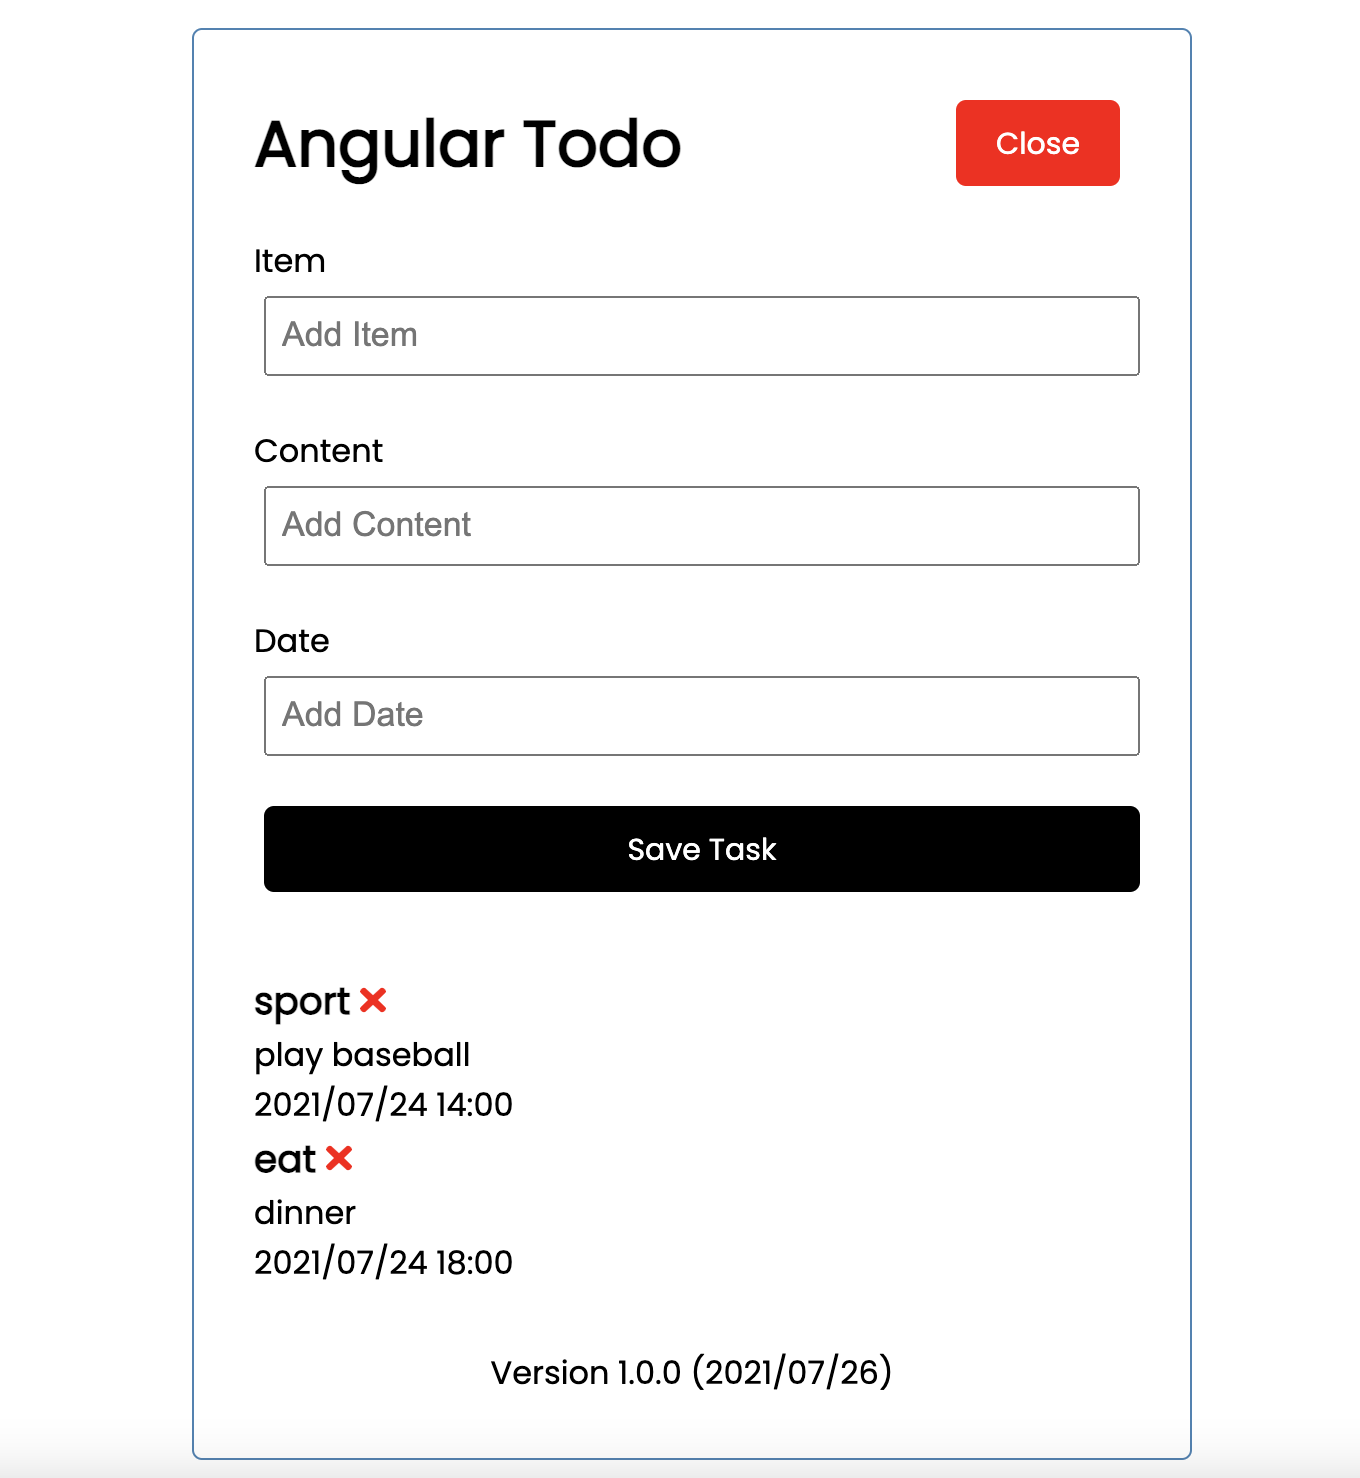 Angular Todo
Close
Item
Add Item
Content
Add Content
Date
Add Date
Save Task
sport
play baseball
2021/07/24 14:00
eat
dinner
2021/07/24 18:00
Version 1.0.0 (2021/07/26)